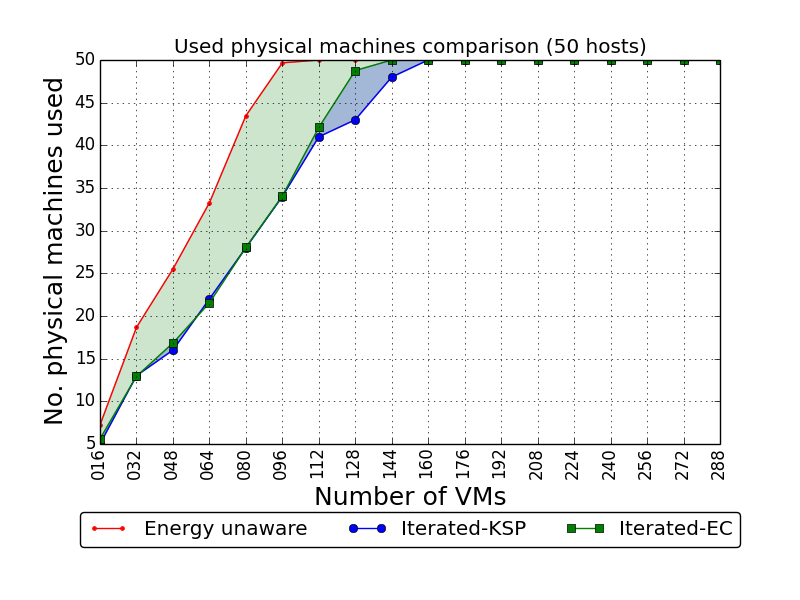 Used physical machines comparison (50 hosts)
No. physical machines used
50
45
40
35
30
25
20
15
10
5
016 032 048 064 080 096 112 128 144 160 176 192 208 224 240 256 272 288
Number of VMs
Energy unaware Iterated-KSP Iterated-EC